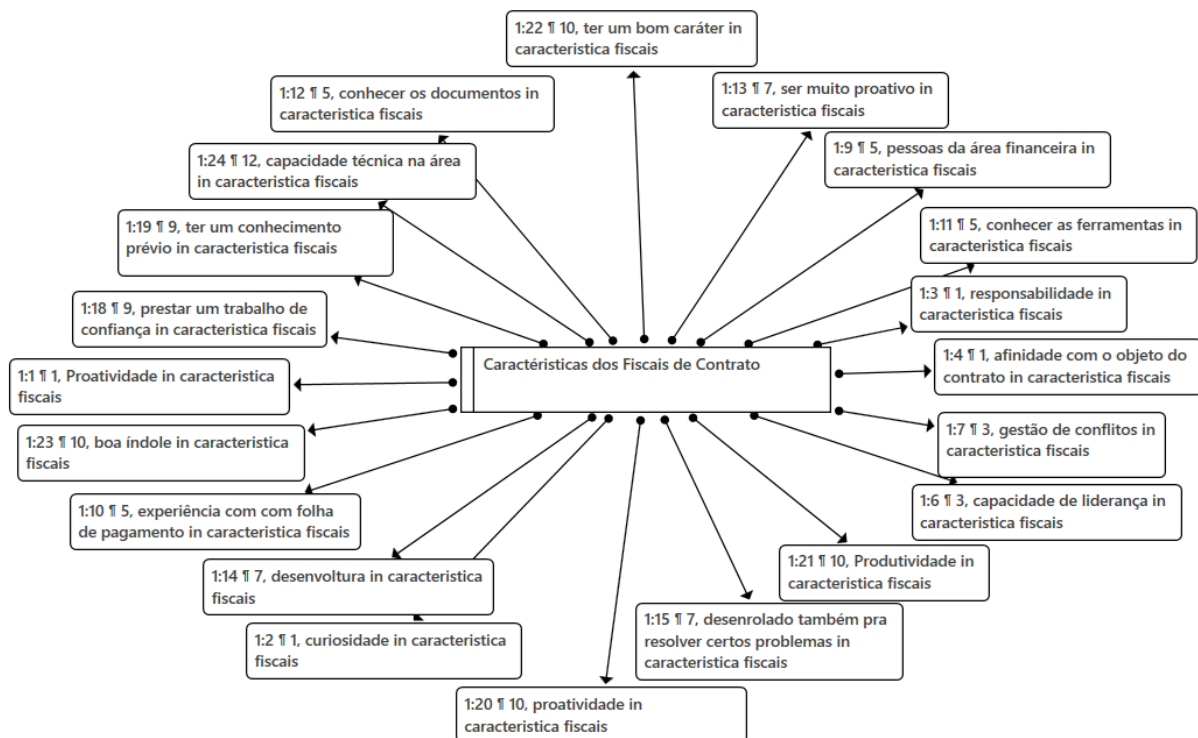 1:22 ¶ 10, ter um bom caráter in
caracteristica fiscais
1:12 ¶ 5, conhecer os documentos in
caracteristica fiscais
1:13 ¶ 7, ser muito proativo in
caracteristica fiscais
1:24 ¶ 12, capacidade técnica na área
in caracteristica fiscais
1:9 ¶ 5, pessoas da área financeira in
caracteristica fiscais
1:19 ¶ 9, ter um conhecimento
prévio in caracteristica fiscais
1:11 ¶ 5, conhecer as ferramentas in
caracteristica fiscais
1:18 ¶ 9, prestar um trabalho de
confiança in caracteristica fiscais
1:3 ¶ 1, responsabilidade in
caracteristica fiscais
Caractéristicas dos Fiscais de Contrato
1:1 ¶ 1, Proatividade in caracteristica
fiscais
1:4 ¶ 1, afinidade com o objeto do
contrato in caracteristica fiscais
1:23 ¶ 10, boa índole in caracteristica
fiscais
1:7 ¶ 3, gestão de conflitos in
caracteristica fiscais
1:10 ¶ 5, experiência com com folha
de pagamento in caracteristica fiscais
1:6 ¶ 3, capacidade de liderança in
caracteristica fiscais
1:14 ¶ 7, desenvoltura in caracteristica
fiscais
1:21 ¶ 10, Produtividade in
caracteristica fiscais
1:2 ¶ 1, curiosidade in caracteristica
fiscais
1:15 ¶ 7, desenrolado também pra
resolver certos problemas in
caracteristica fiscais
1:20 ¶ 10, proatividade in
caracteristica fiscais